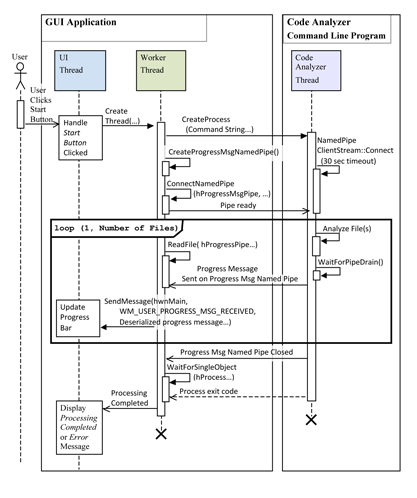 GUI Application
Code Analyzer
Command Line Program
User
UI
Thread
Worker
Thread
Code
Analyzer
Thread
User
Clicks
Start
Button
Handle
Start
Button
Clicked
Create
Thread(...)
CreateProcess
(Command String...)
CreateProgressMsgNamedPipe()
NamedPipe
ClientStream::Connect
(30 sec timeout)
ConnectNamedPipe
(hProgressMsgPipe, ...)
Pipe ready
loop (1, Number of Files)
Analyze File(s)
ReadFile( hProgressPipe...)
WaitForPipeDrain()
Progress Message
Sent on Progress Msg Named Pipe
Update
Progress
Bar
SendMessage(hwnMain,
WM_USER_PROGRESS_MSG_RECEIVED,
Deserialized progress message...)
Progress Msg Named Pipe Closed
WaitForSingleObject
(hProcess...)
Process exit code
Processing
Completed
Display
Processing
Completed
or Error
Message